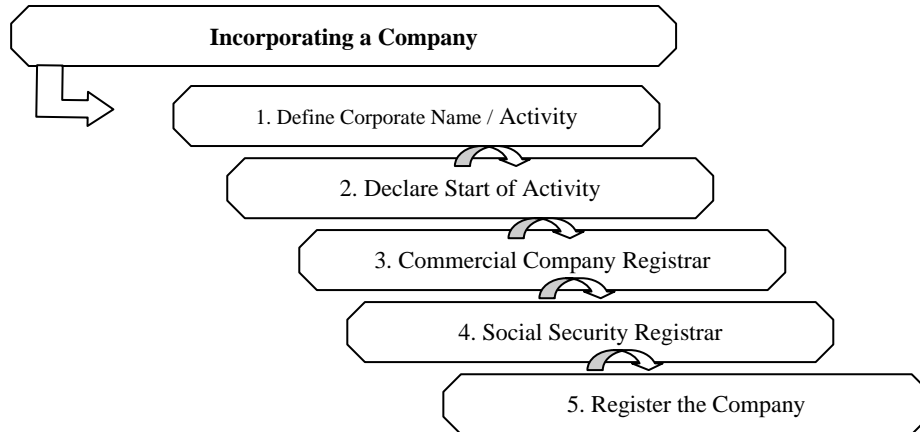 Incorporating a Company
1. Define Corporate Name / Activity
2. Declare Start of Activity
3. Commercial Company Registrar
4. Social Security Registrar
5. Register the Company